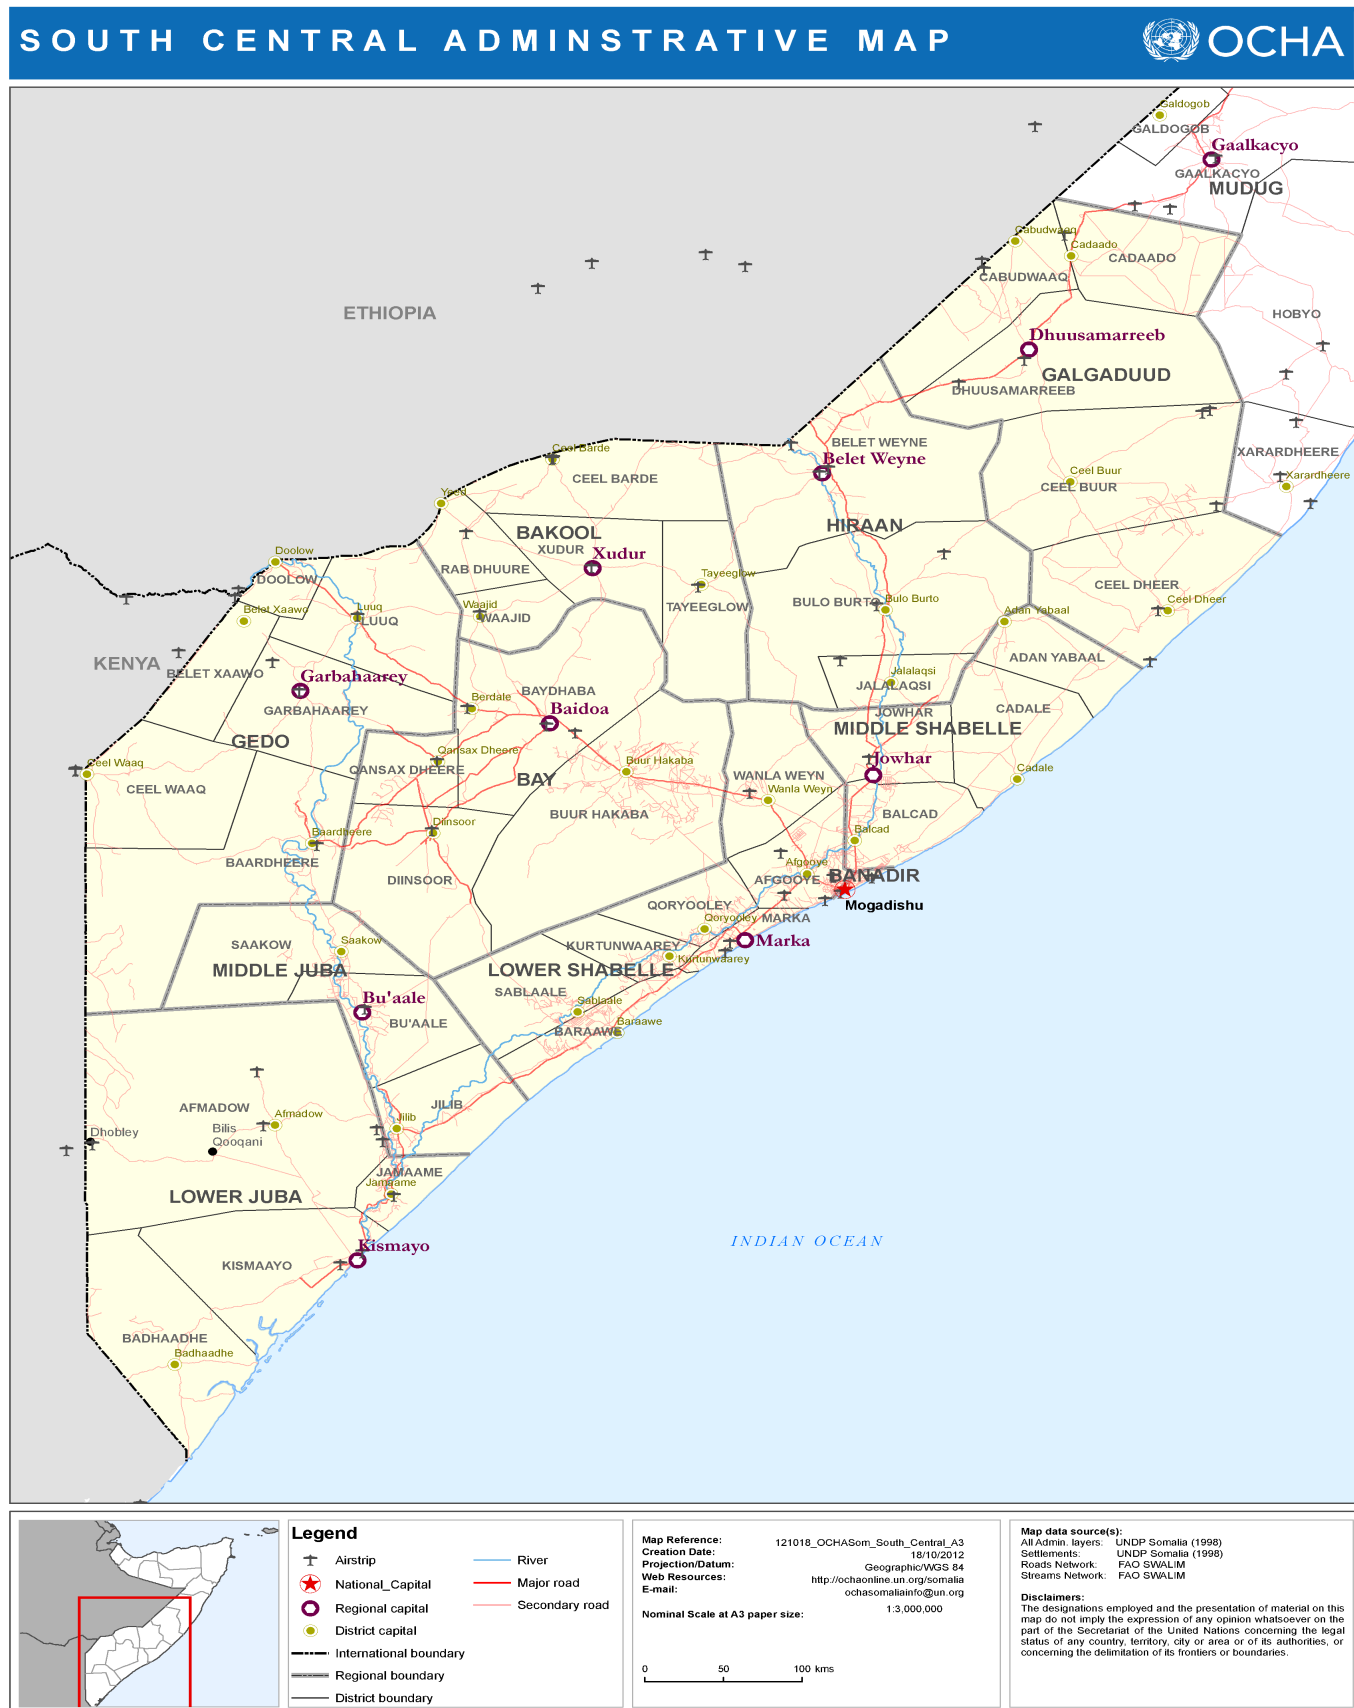 SOUTH CENTRAL ADMINSTRATIVE MAP
OCHA
Galdogob
GALDOGOB
Gaalkacyo
GAALKACYO
MUDUG
Cabudwaaq
Cadaado
CADAADO
CABUDWAAQ
ETHIOPIA
HOBYO
Dhuusamarreeb
GALGADUUD
DHUUSAMARREEB
BELET WEYNE
Belet Weyne
XARARDHEERE
Xarardheere
Ceel Barde
CEEL BARDE
Ceel Buur
CEEL BUUR
Yeed
HIRAAN
BAKOOL
XUDUR
Xudur
Doolow
DOOLOW
RAB DHUURE
Tayeeglow
TAYEEGLOW
CEEL DHEER
Ceel Dheer
BULO BURTO
Bulo Burto
Adan Yabaal
Waajid
WAAJID
Luuq
LUUQ
Belet Xaawo
KENYA
BELET XAAWO
Garbahaarey
GARBAHAAREY
ADAN YABAAL
Jalalaqsi
JALALAQSI
BAYDHABA
Berdale
Baidoa
JOWHAR
CADALE
MIDDLE SHABELLE
GEDO
Qansax Dheere
QANSAX DHEERE
BAY
Buur Hakaba
Jowhar
Ceel Waaq
CEEL WAAQ
WANLA WEYN
Wanla Weyn
Cadale
BUUR HAKABA
BALCAD
Balcad
Diinsoor
Baardheere
BAARDHEERE
DIINSOOR
Afgooye
AFGOOYE
BANADIR
Mogadishu
QORYOOLEY
Qoryooley
MARKA
Marka
SAAKOW
Saakow
KURTUNWAAREY
Kurtunwaarey
MIDDLE JUBA
LOWER SHABELLE
SABLAALE
Sablaale
Bu'aale
BU'AALE
Baraawe
BARAAWE
AFMADOW
Afmadow
JILIB
Jilib
Dhobley
Bilis
Qooqani
JAMAAME
Jamaame
LOWER JUBA
INDIAN OCEAN
Kismayo
KISMAAYO
BADHAADHE
Badhaadhe
Legend
Airstrip
National_Capital
Regional capital
District capital
International boundary
Regional boundary
District boundary
River
Major road
Secondary road
Map Reference: 121018_OCHASom_South_Central_A3
Creation Date: 18/10/2012
Projection/Datum: Geographic/WGS 84
Web Resources: http://ochaonline.un.org/somalia
E-mail: ochasomaliainfo@un.org
Nominal Scale at A3 paper size: 1:3,000,000
0 50 100 kms
Map data source(s):
All Admin. layers: UNDP Somalia (1998)
Settlements: UNDP Somalia (1998)
Roads Network: FAO SWALIM
Streams Network: FAO SWALIM
Disclaimers:
The designations employed and the presentation of material on this
map do not imply the expression of any opinion whatsoever on the
part of the Secretariat of the United Nations concerning the legal
status of any country, territory, city or area or of its authorities, or
concerning the delimitation of its frontiers or boundaries.